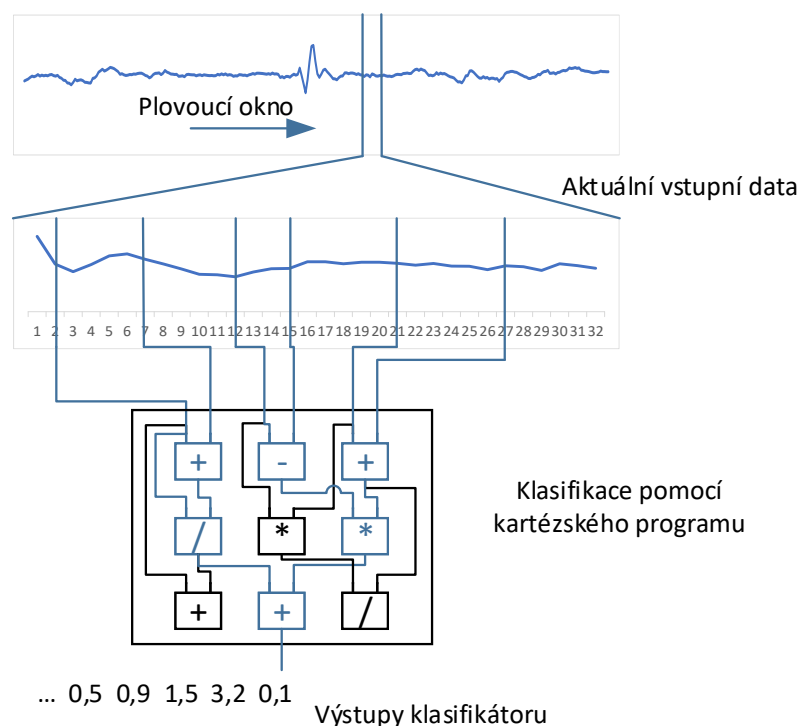 Plovoucí okno
Aktuální vstupní data
1 2 3 4 5 6 7 8 9 10 11 12 13 14 15 16 17 18 19 20 21 22 23 24 25 26 27 28 29 30 31 32
+ - +
/ * *
+ + /
Klasifikace pomocí
kartézského programu
... 0,5 0,9 1,5 3,2 0,1
Výstupy klasifikátoru